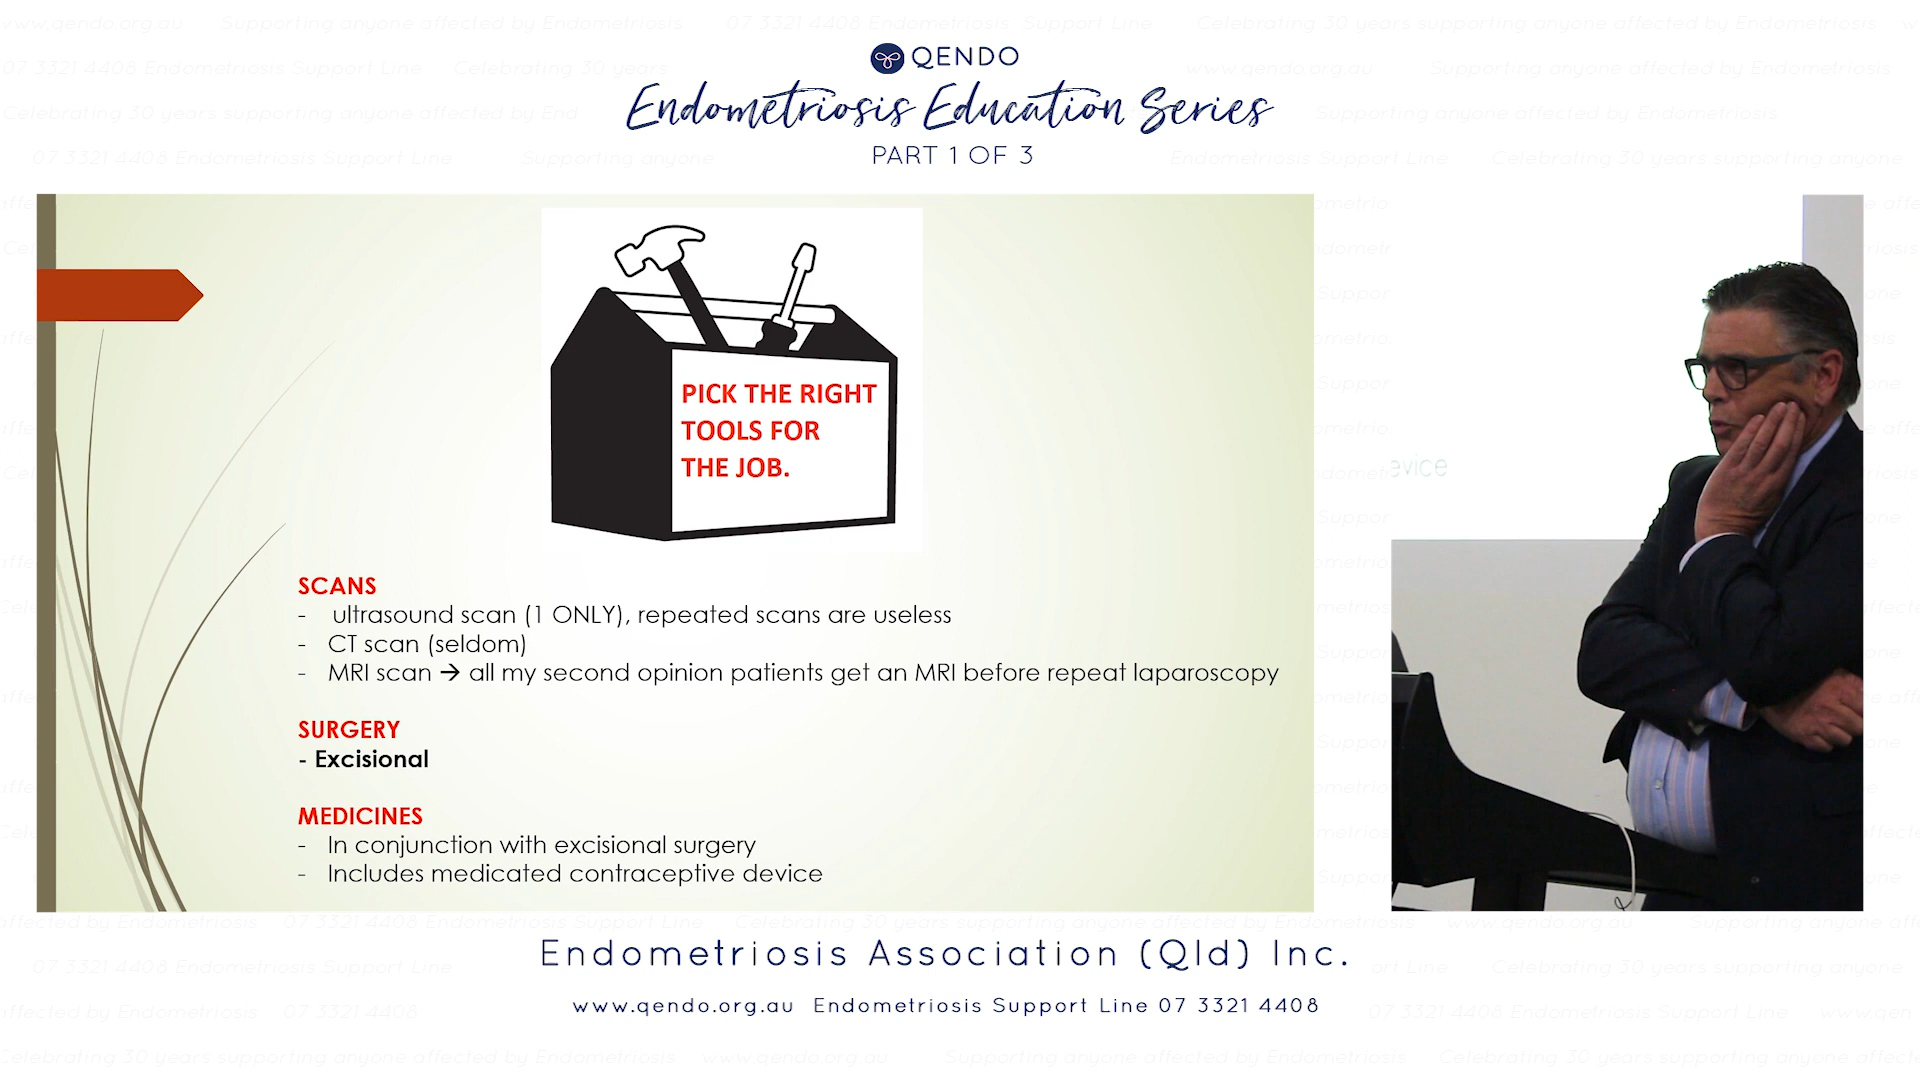 QENDO
Endometriosis Education Series
PART 1 OF 3
PICK THE RIGHT
TOOLS FOR
THE JOB.
SCANS
- ultrasound scan (1 ONLY), repeated scans are useless
- CT scan (seldom)
- MRI scan → all my second opinion patients get an MRI before repeat laparoscopy
SURGERY
- Excisional
MEDICINES
- In conjunction with excisional surgery
- Includes medicated contraceptive device
evice
Endometriosis Association (Qld) Inc.
www.qendo.org.au Endometriosis Support Line 07 3321 4408